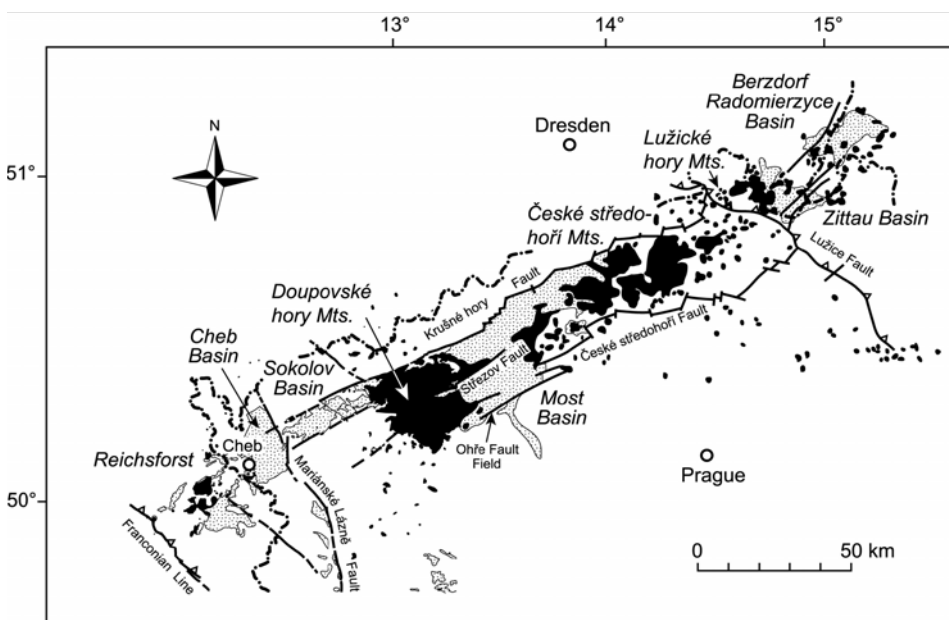 13°
14°
15°
51°
50°
N
Dresden
Berzdorf
Radomierzyce
Basin
Lužické
hory Mts.
Zittau Basin
České středo-
hoří Mts.
Lužice Fault
Krušné hory
Fault
Doupovské
hory Mts.
České středohoří Fault
Střezov Fault
Cheb
Basin
Sokolov
Basin
Most
Basin
Ohře Fault
Field
Cheb
Reichsforst
Mariánské Lázně
Fault
Prague
Franconian Line
0
50 km